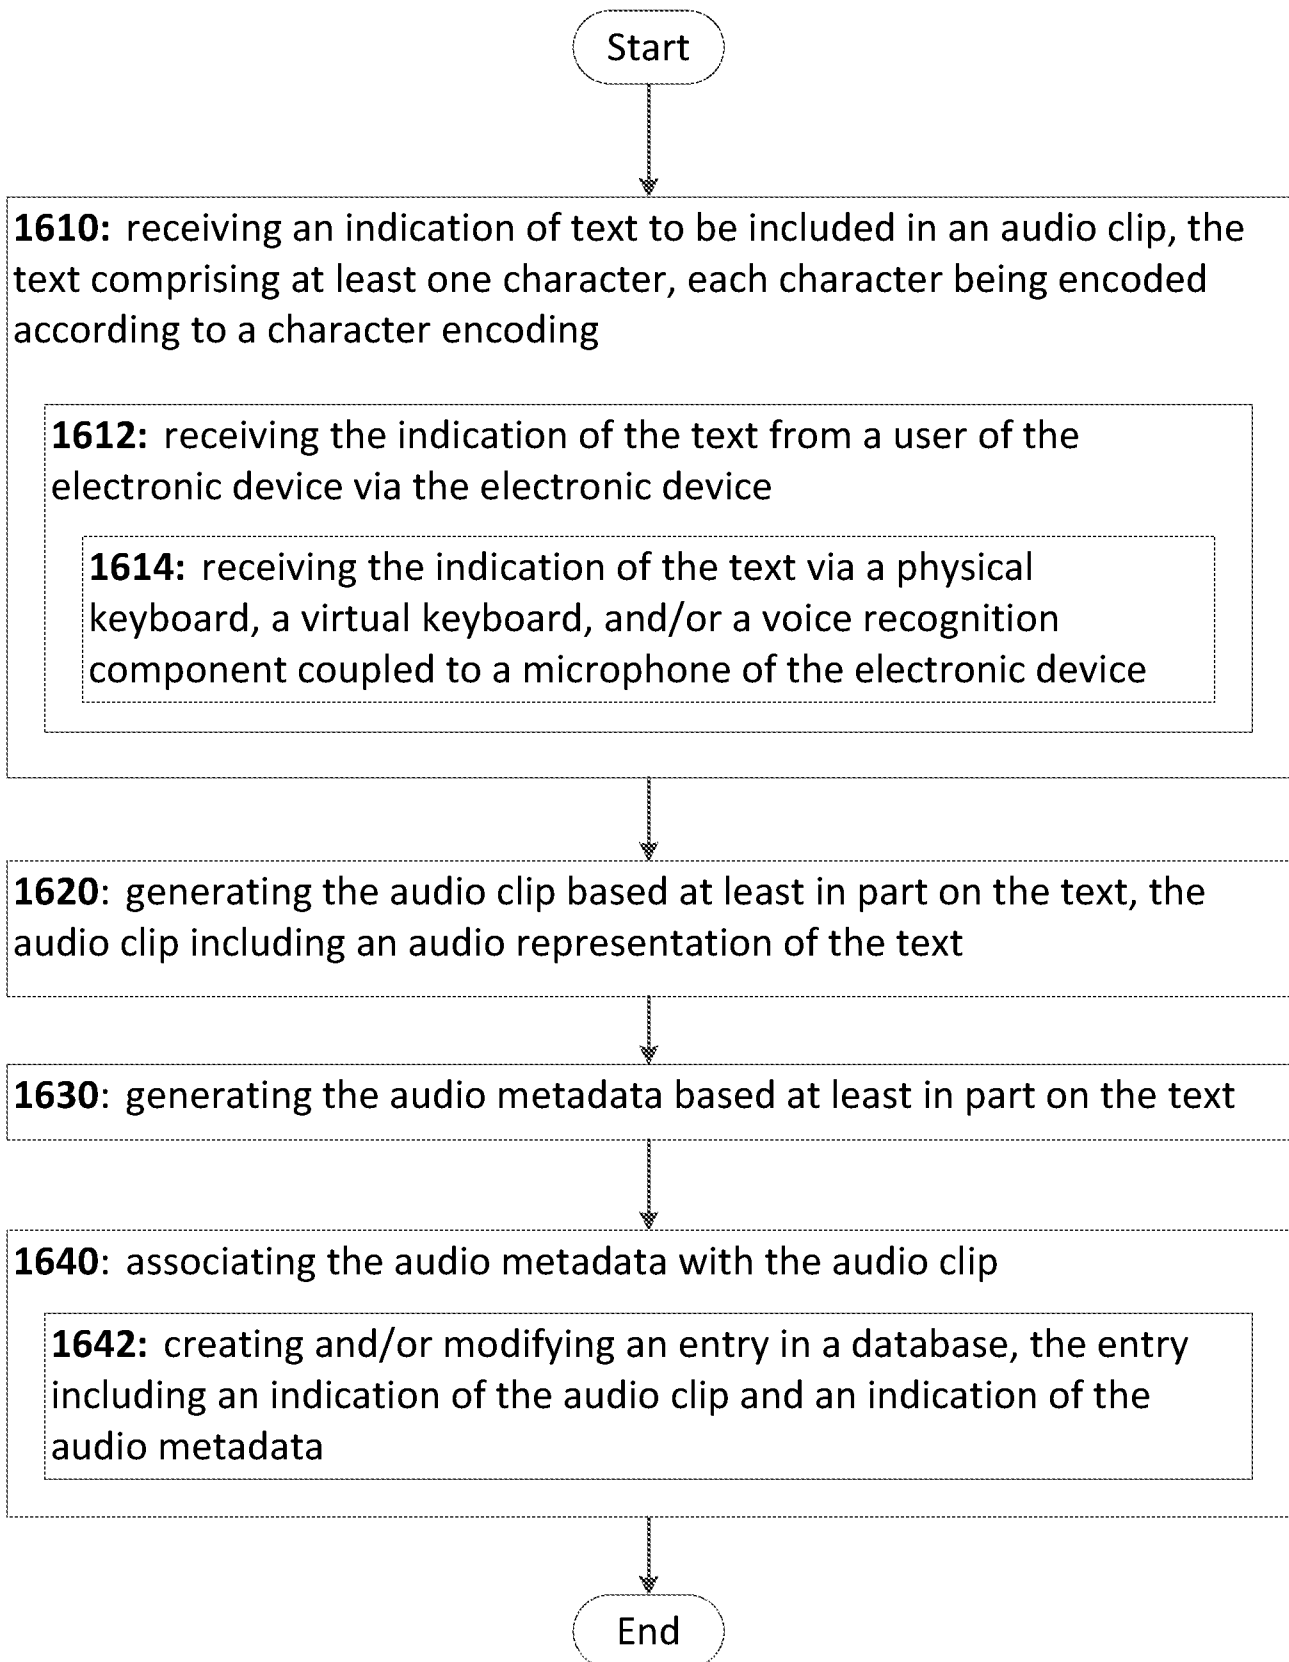 Start
1610: receiving an indication of text to be included in an audio clip, the
text comprising at least one character, each character being encoded
according to a character encoding
1612: receiving the indication of the text from a user of the
electronic device via the electronic device
1614: receiving the indication of the text via a physical
keyboard, a virtual keyboard, and/or a voice recognition
component coupled to a microphone of the electronic device
1620: generating the audio clip based at least in part on the text, the
audio clip including an audio representation of the text
1630: generating the audio metadata based at least in part on the text
1640: associating the audio metadata with the audio clip
1642: creating and/or modifying an entry in a database, the entry
including an indication of the audio clip and an indication of the
audio metadata
End